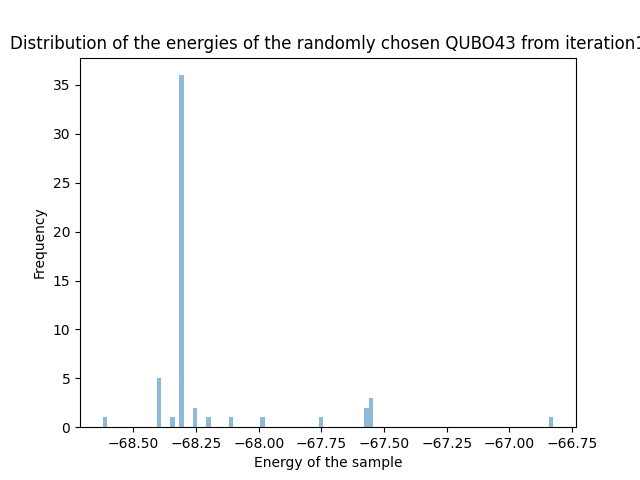 Distribution of the energies of the randomly chosen QUBO43 from iteration1
35
30
25
20
15
10
5
0
Frequency
−68.50 −68.25 −68.00 −67.75 −67.50 −67.25 −67.00 −66.75
Energy of the sample